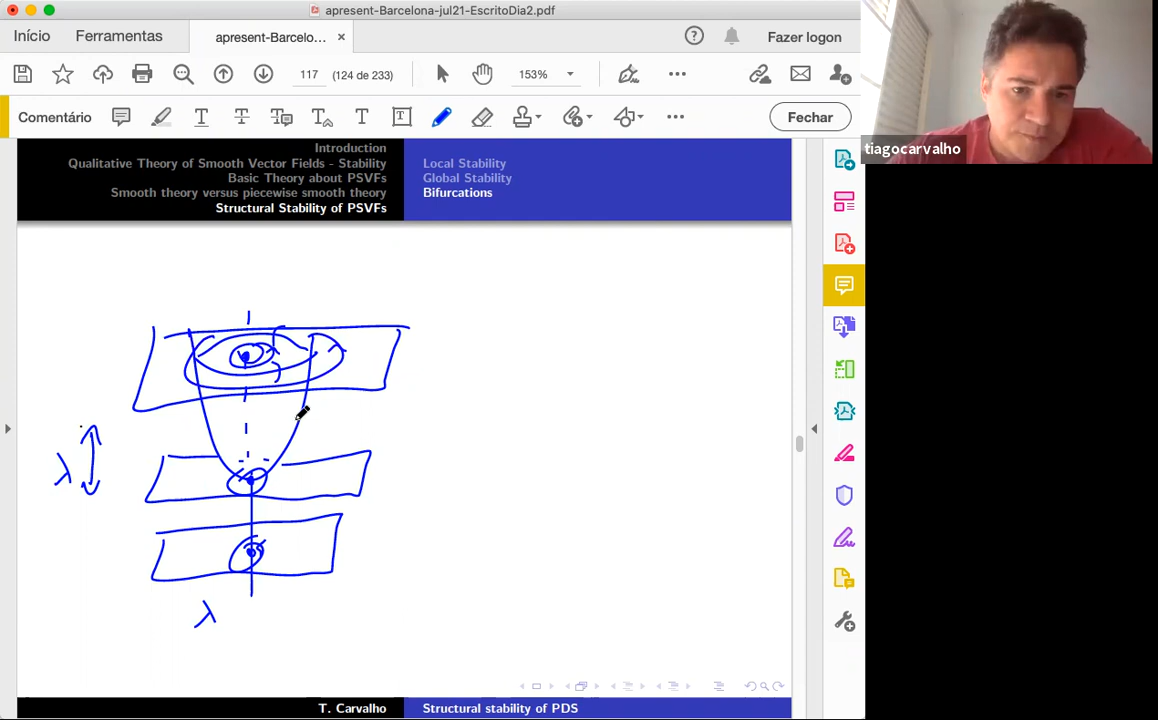 apresent-Barcelona-jul21-EscritoDia2.pdf
Início
Ferramentas
apresent-Barcelo...
Fazer logon
117
(124 de 233)
153%
Comentário
Fechar
tiagocarvalho
Introduction
Qualitative Theory of Smooth Vector Fields - Stability
Basic Theory about PSVFs
Smooth theory versus piecewise smooth theory
Structural Stability of PSVFs
Local Stability
Global Stability
Bifurcations
λ
λ
T. Carvalho
Structural stability of PDS